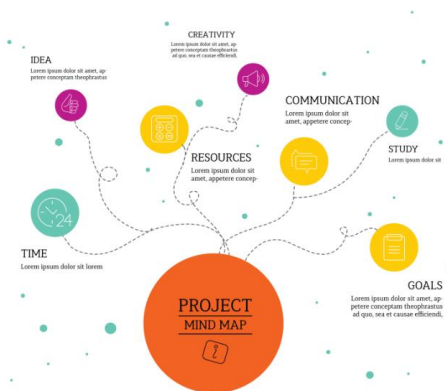 CREATIVITY
Lorem ipsum dolor sit amet, ap-
petere conceptam theophrastus
ad quo, sea et causae efficiendi,
IDEA
Lorem ipsum dolor sit amet, ap-
petere conceptam theophrastus
COMMUNICATION
Lorem ipsum dolor sit
amet, appetere concep-
RESOURCES
Lorem ipsum dolor sit
amet, appetere concep-
STUDY
Lorem ipsum dolor sit
24
TIME
Lorem ipsum dolor sit lorem
GOALS
Lorem ipsum dolor sit amet, ap-
petere conceptam theophrastus
ad quo, sea et causae efficiendi,
PROJECT
MIND MAP